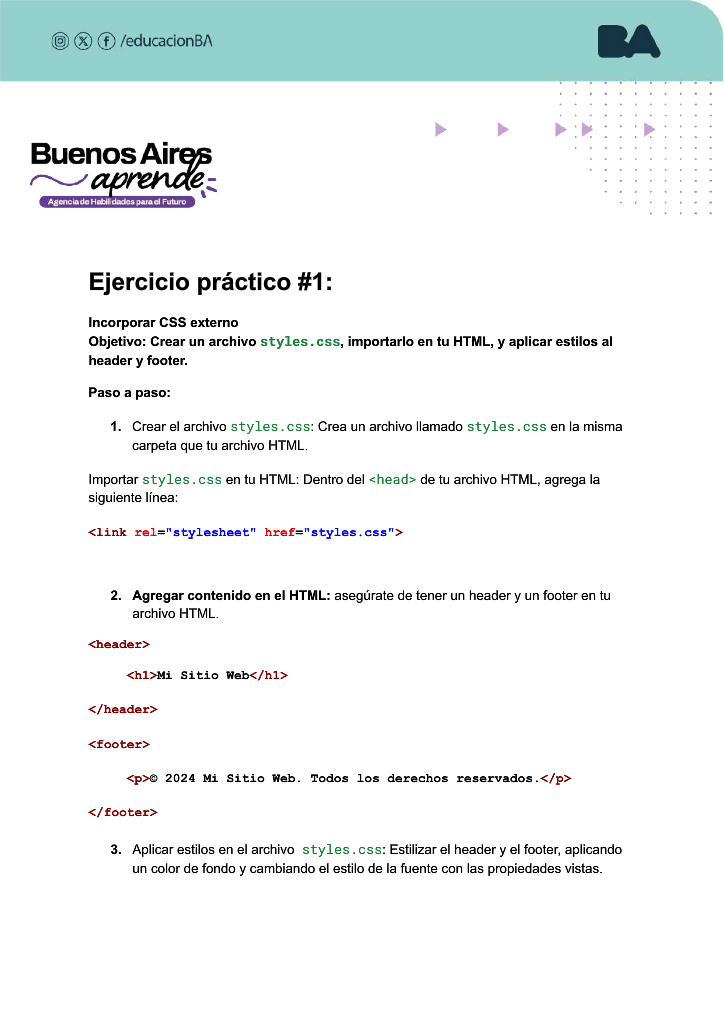 /educacionBA
BA
Buenos Aires
aprende
Agencia de Habilidades para el Futuro
Ejercicio práctico #1:
Incorporar CSS externo
Objetivo: Crear un archivo styles.css, importarlo en tu HTML, y aplicar estilos al
header y footer.
Paso a paso:
1. Crear el archivo styles.css: Crea un archivo llamado styles.css en la misma
carpeta que tu archivo HTML.
Importar styles.css en tu HTML: Dentro del <head> de tu archivo HTML, agrega la
siguiente línea:
<link rel="stylesheet" href="styles.css">
2. Agregar contenido en el HTML: asegúrate de tener un header y un footer en tu
archivo HTML.
<header>
<h1>Mi Sitio Web</h1>
</header>
<footer>
<p>© 2024 Mi Sitio Web. Todos los derechos reservados.</p>
</footer>
3. Aplicar estilos en el archivo styles.css: Estilizar el header y el footer, aplicando
un color de fondo y cambiando el estilo de la fuente con las propiedades vistas.